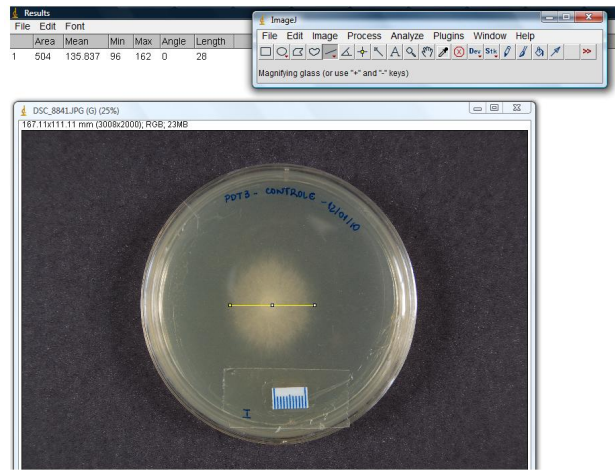 Results
File Edit Font
Area Mean Min Max Angle Length
1 504 135.837 96 162 0 28
ImageJ
File Edit Image Process Analyze Plugins Window Help
A Dev Stk >>
Magnifying glass (or use "+" and "-" keys)
DSC_8841.JPG (G) (25%)
167.11x111.11 mm (3008x2000); RGB; 23MB
PDT3 - CONTROLE - 12/01/10
I